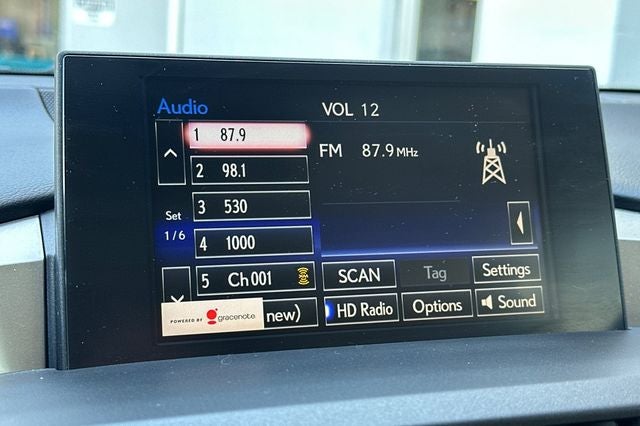 Audio
VOL 12
1 87.9
2 98.1
3 530
4 1000
5 Ch 001
Set
1/6
FM 87.9 MHz
SCAN
Tag
Settings
POWERED BY gracenote
new)
HD Radio
Options
Sound